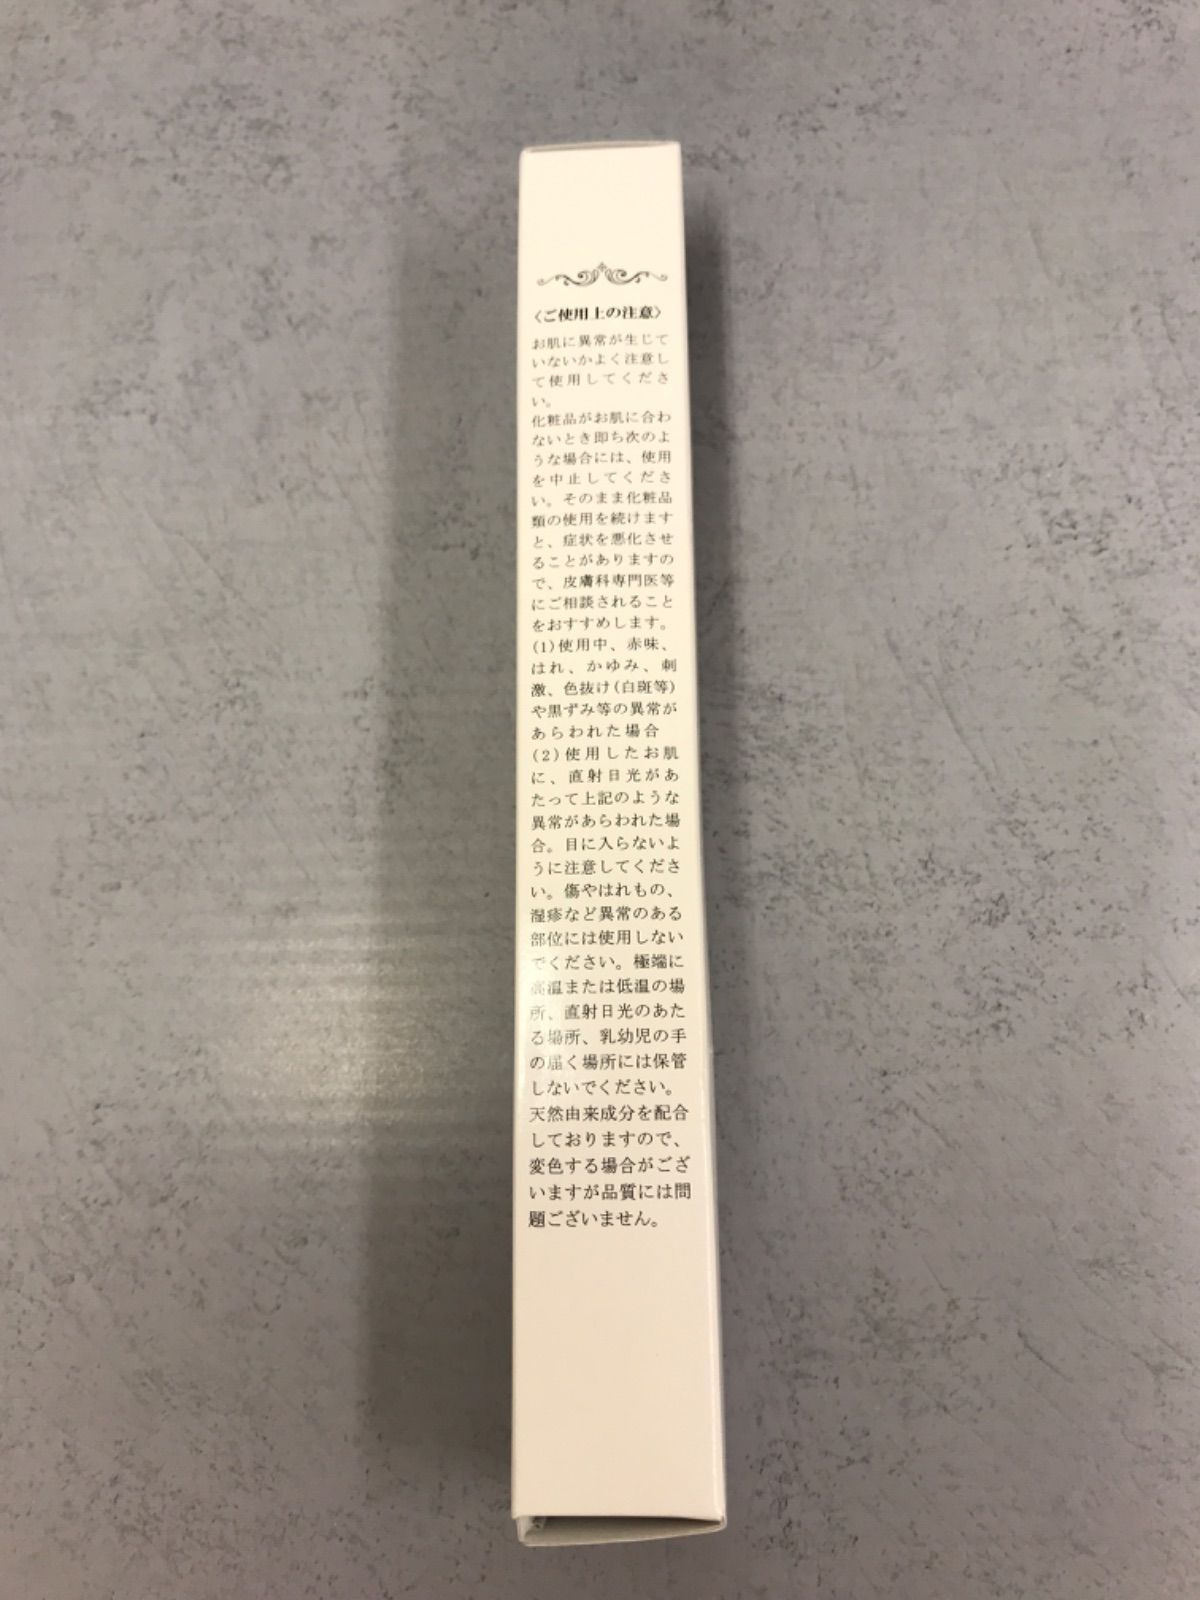 〈ご使用上の注意〉
お肌に異常が生じて
いないかよく注意し
て使用してくださ
い。
化粧品がお肌に合わ
ないとき即ち次のよ
うな場合には、使用
を中止してくださ
い。そのまま化粧品
類の使用を続けます
と、症状を悪化させ
ることがありますの
で、皮膚科専門医等
にご相談されること
をおすすめします。
(1)使用中、赤味、
はれ、かゆみ、刺
激、色抜け(白斑等)
や黒ずみ等の異常が
あらわれた場合
(2)使用したお肌
に、直射日光があ
たって上記のような
異常があらわれた場
合。目に入らないよ
うに注意してくださ
い。傷やはれもの、
湿疹など異常のある
部位には使用しない
でください。極端に
高温または低温の場
所、直射日光のあた
る場所、乳幼児の手
の届く場所には保管
しないでください。
天然由来成分を配合
しておりますので、
変色する場合がござ
いますが品質には問
題ございません。